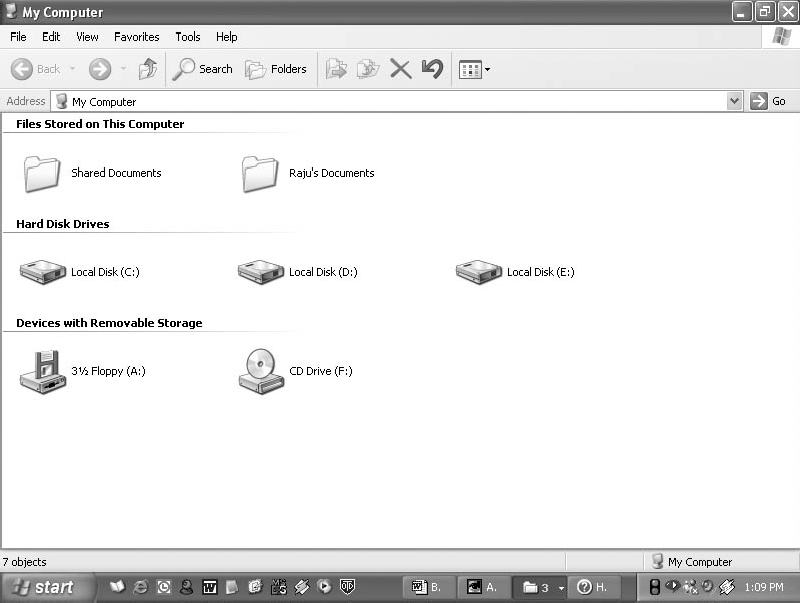 My Computer
File Edit View Favorites Tools Help
Back Search Folders
Address My Computer Go
Files Stored on This Computer
Shared Documents Raju's Documents
Hard Disk Drives
Local Disk (C:) Local Disk (D:) Local Disk (E:)
Devices with Removable Storage
3½ Floppy (A:) CD Drive (F:)
7 objects My Computer
start B. A. 3 H. 1:09 PM